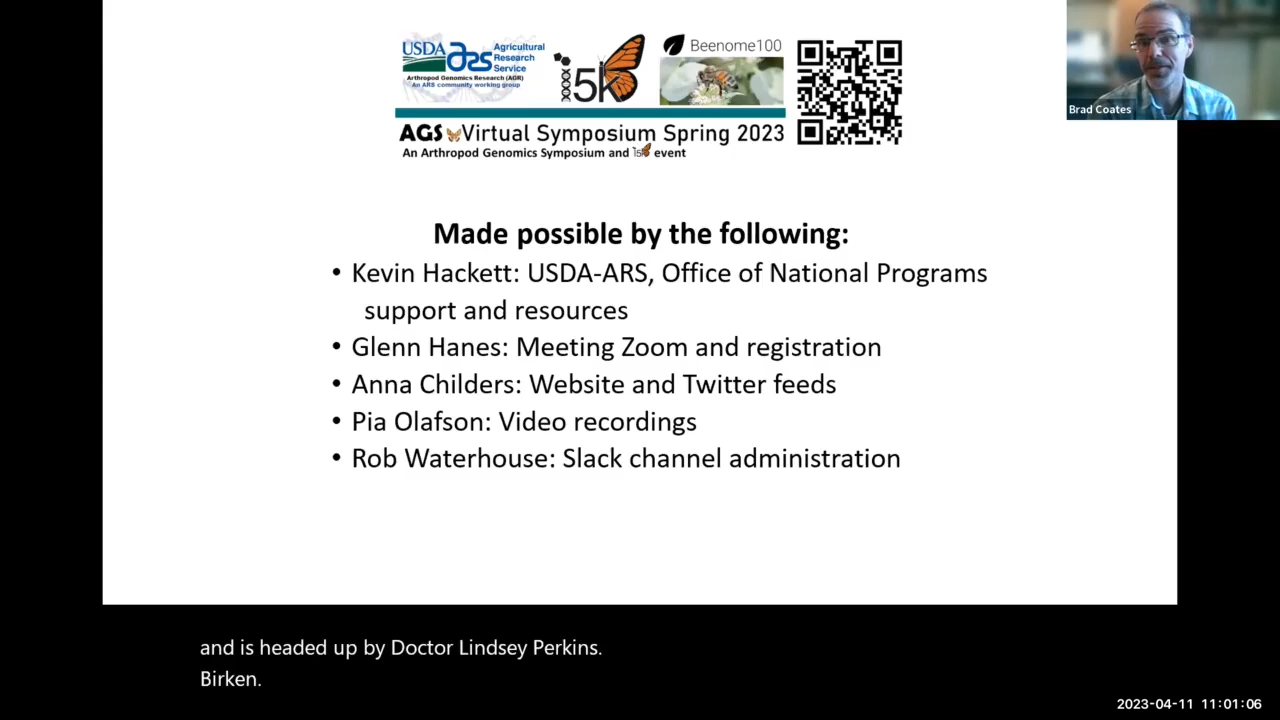 USDA ars Agricultural
Research
Service
Arthropod Genomics Research (AGR)
An ARS community working group
i5k
Beenome100
AGS Virtual Symposium Spring 2023
An Arthropod Genomics Symposium and i5k event
Brad Coates
Made possible by the following:
• Kevin Hackett: USDA-ARS, Office of National Programs
support and resources
• Glenn Hanes: Meeting Zoom and registration
• Anna Childers: Website and Twitter feeds
• Pia Olafson: Video recordings
• Rob Waterhouse: Slack channel administration
and is headed up by Doctor Lindsey Perkins.
Birken.
2023-04-11 11:01:06